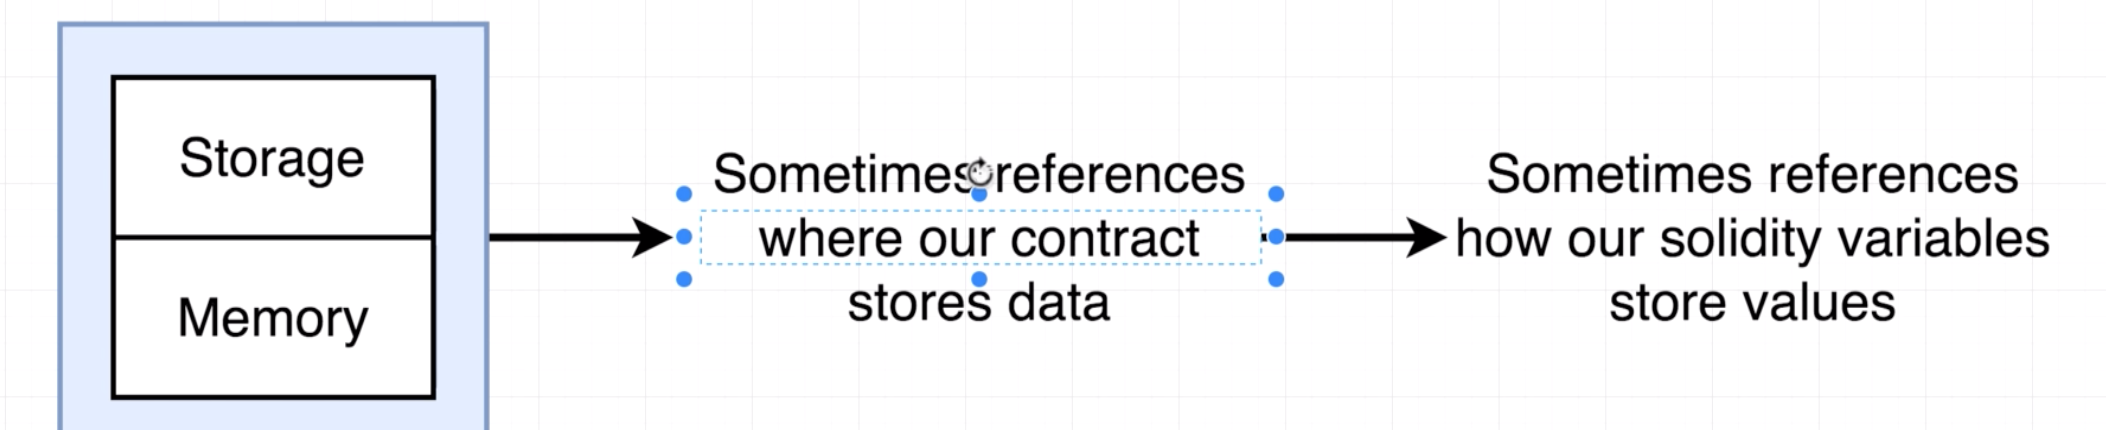 Storage
Memory
Sometimes references
where our contract
stores data
Sometimes references
how our solidity variables
store values